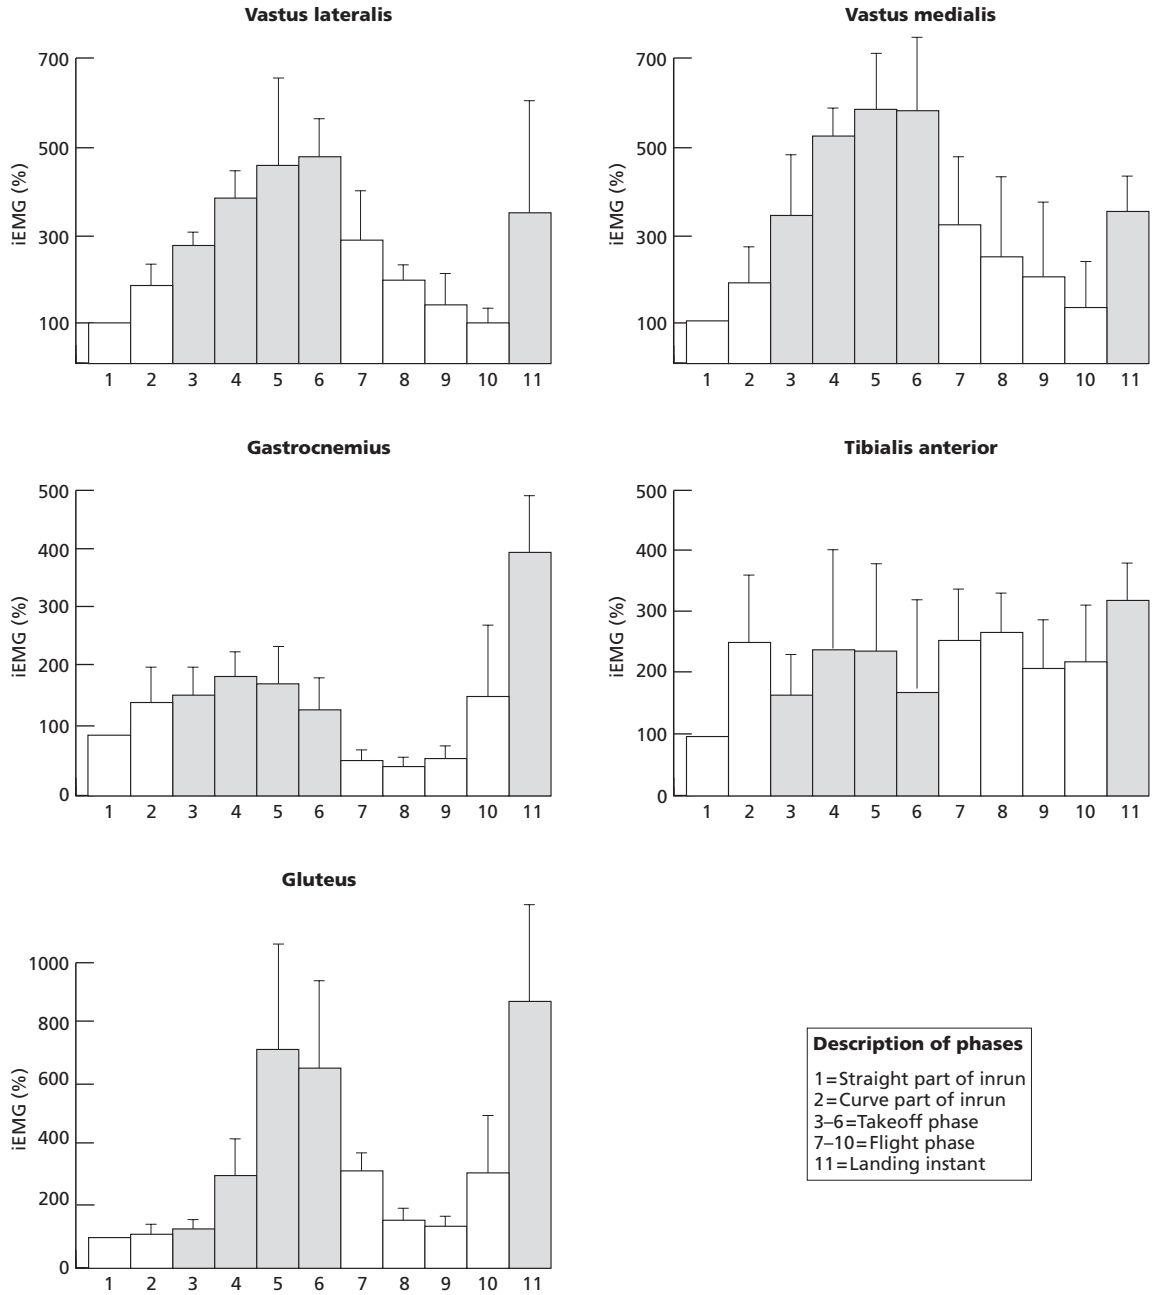 Vastus lateralis
700
500
300
100
iEMG (%)
1 2 3 4 5 6 7 8 9 10 11
Vastus medialis
700
500
300
100
iEMG (%)
1 2 3 4 5 6 7 8 9 10 11
Gastrocnemius
500
400
300
200
100
0
iEMG (%)
1 2 3 4 5 6 7 8 9 10 11
Tibialis anterior
500
400
300
200
100
0
iEMG (%)
1 2 3 4 5 6 7 8 9 10 11
Gluteus
1000
800
600
400
200
0
iEMG (%)
1 2 3 4 5 6 7 8 9 10 11
Description of phases
1=Straight part of inrun
2=Curve part of inrun
3–6=Takeoff phase
7–10=Flight phase
11=Landing instant